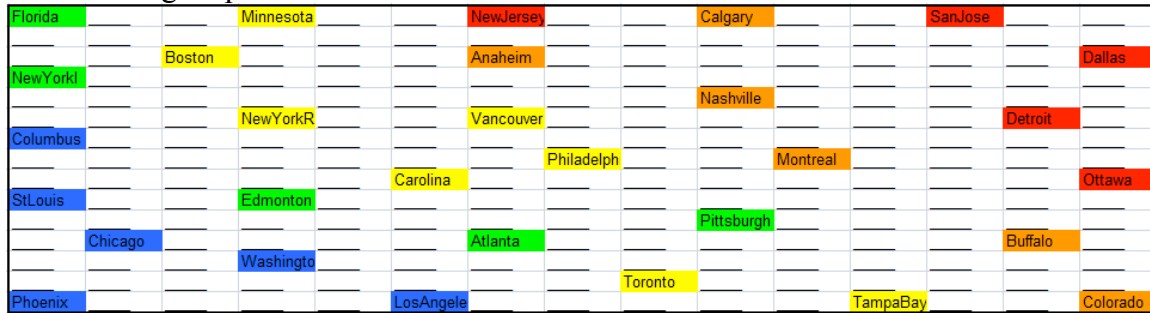 Florida Minnesota NewJersey Calgary SanJose
Boston Anaheim Dallas
NewYorkI
Nashville
NewYorkR Vancouver Detroit
Columbus
Philadelph Montreal
Carolina Ottawa
StLouis Edmonton
Pittsburgh
Chicago Atlanta Buffalo
Washingto
Toronto
Phoenix LosAngele TampaBay Colorado